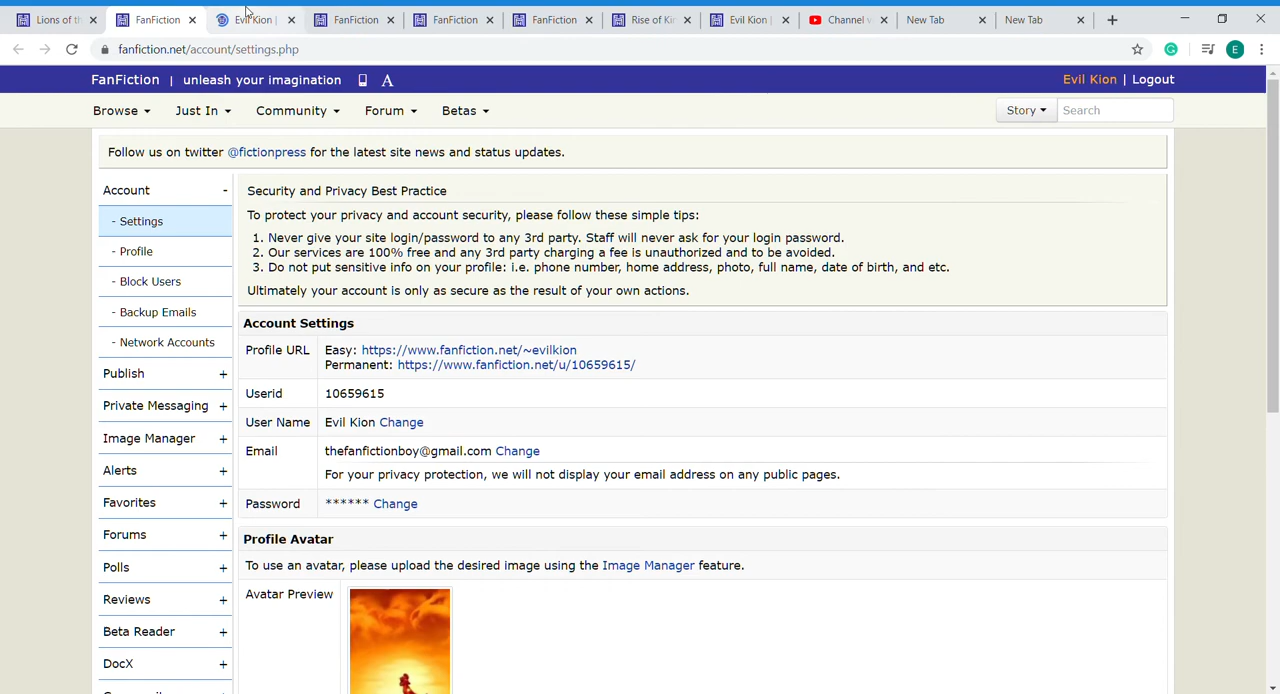 Lions of th
FanFiction
Evil Kion |
FanFiction
FanFiction
FanFiction
Rise of Ki
Evil Kion |
Channel v
New Tab
New Tab
fanfiction.net/account/settings.php
E
FanFiction | unleash your imagination A
Evil Kion | Logout
Browse Just In Community Forum Betas
Story Search
Follow us on twitter @fictionpress for the latest site news and status updates.
Account -
- Settings
- Profile
- Block Users
- Backup Emails
- Network Accounts
Publish +
Private Messaging +
Image Manager +
Alerts +
Favorites +
Forums +
Polls +
Reviews +
Beta Reader +
DocX +
Security and Privacy Best Practice
To protect your privacy and account security, please follow these simple tips:
1. Never give your site login/password to any 3rd party. Staff will never ask for your login password.
2. Our services are 100% free and any 3rd party charging a fee is unauthorized and to be avoided.
3. Do not put sensitive info on your profile: i.e. phone number, home address, photo, full name, date of birth, and etc.
Ultimately your account is only as secure as the result of your own actions.
Account Settings
Profile URL Easy: https://www.fanfiction.net/~evilkion
Permanent: https://www.fanfiction.net/u/10659615/
Userid 10659615
User Name Evil Kion Change
Email thefanfictionboy@gmail.com Change
For your privacy protection, we will not display your email address on any public pages.
Password ****** Change
Profile Avatar
To use an avatar, please upload the desired image using the Image Manager feature.
Avatar Preview